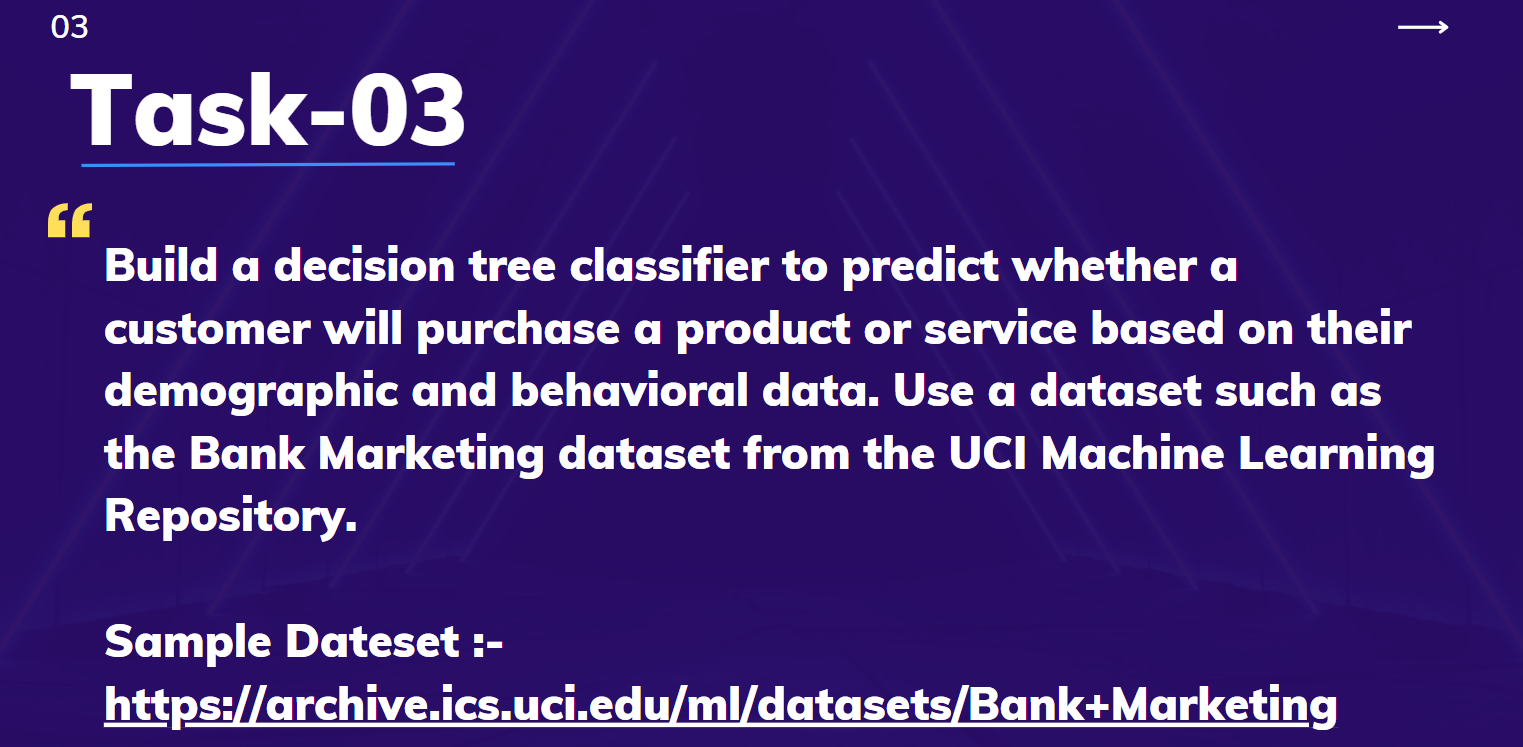 03
Task-03
“
Build a decision tree classifier to predict whether a
customer will purchase a product or service based on their
demographic and behavioral data. Use a dataset such as
the Bank Marketing dataset from the UCI Machine Learning
Repository.
Sample Dateset :-
https://archive.ics.uci.edu/ml/datasets/Bank+Marketing